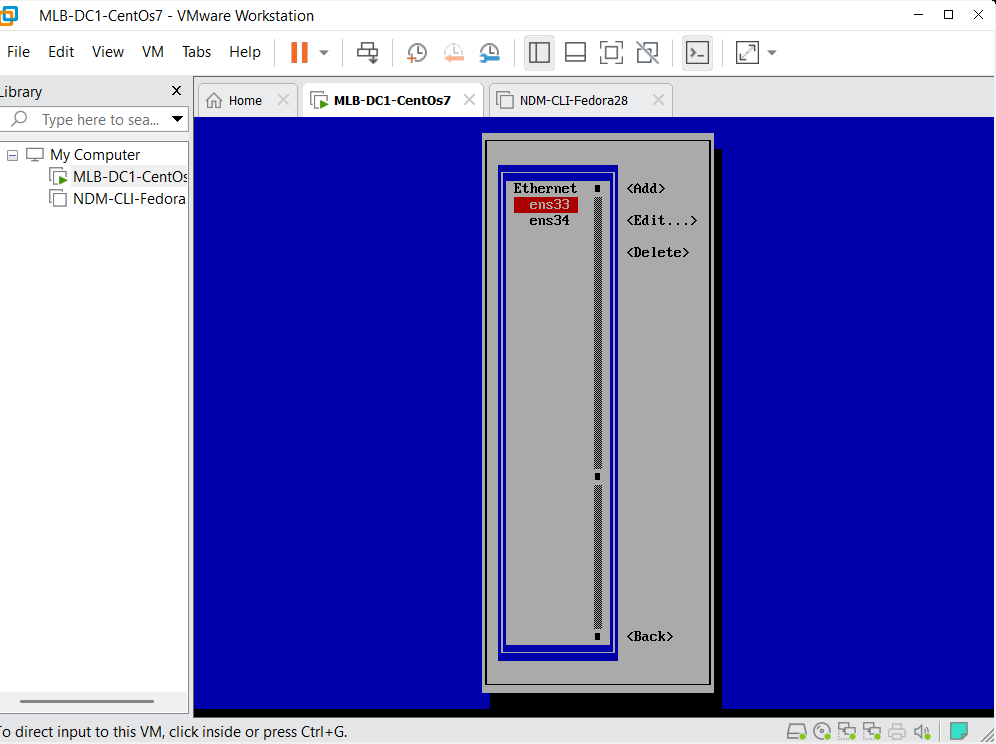 MLB-DC1-CentOs7 - VMware Workstation
File Edit View VM Tabs Help
Library
Type here to sea...
My Computer
MLB-DC1-CentOs
NDM-CLI-Fedora
Home
MLB-DC1-CentOs7
NDM-CLI-Fedora28
Ethernet
ens33
ens34
<Add>
<Edit...>
<Delete>
<Back>
To direct input to this VM, click inside or press Ctrl+G.